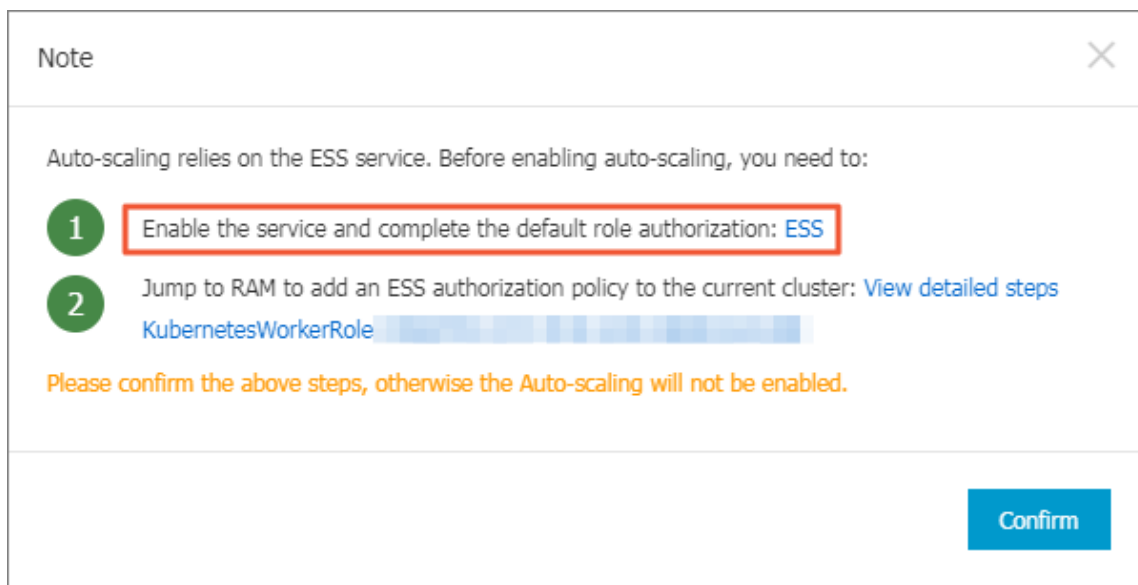 Note
Auto-scaling relies on the ESS service. Before enabling auto-scaling, you need to:
1
Enable the service and complete the default role authorization: ESS
2
Jump to RAM to add an ESS authorization policy to the current cluster: View detailed steps
KubernetesWorkerRole
Please confirm the above steps, otherwise the Auto-scaling will not be enabled.
Confirm